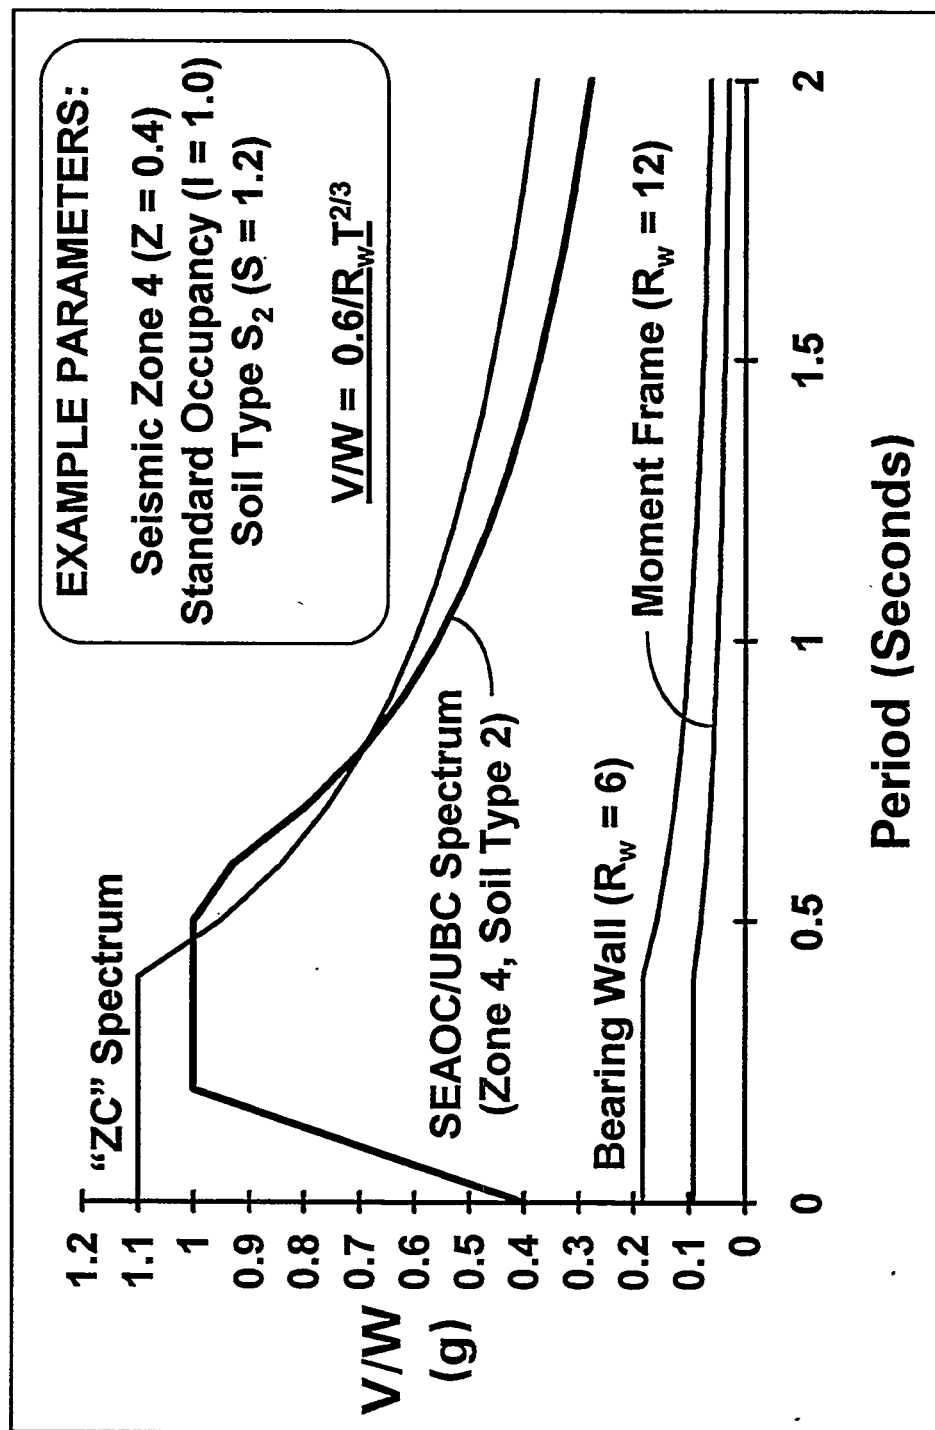 EXAMPLE PARAMETERS:
Seismic Zone 4 (Z = 0.4)
Standard Occupancy (I = 1.0)
Soil Type S2 (S = 1.2)
V/W = 0.6/RwT2/3
"ZC" Spectrum
SEAOC/UBC Spectrum
(Zone 4, Soil Type 2)
Bearing Wall (Rw = 6)
Moment Frame (Rw = 12)
V/W
(g)
1.2
1.1
1
0.9
0.8
0.7
0.6
0.5
0.4
0.3
0.2
0.1
0
0
0.5
1
1.5
2
Period (Seconds)